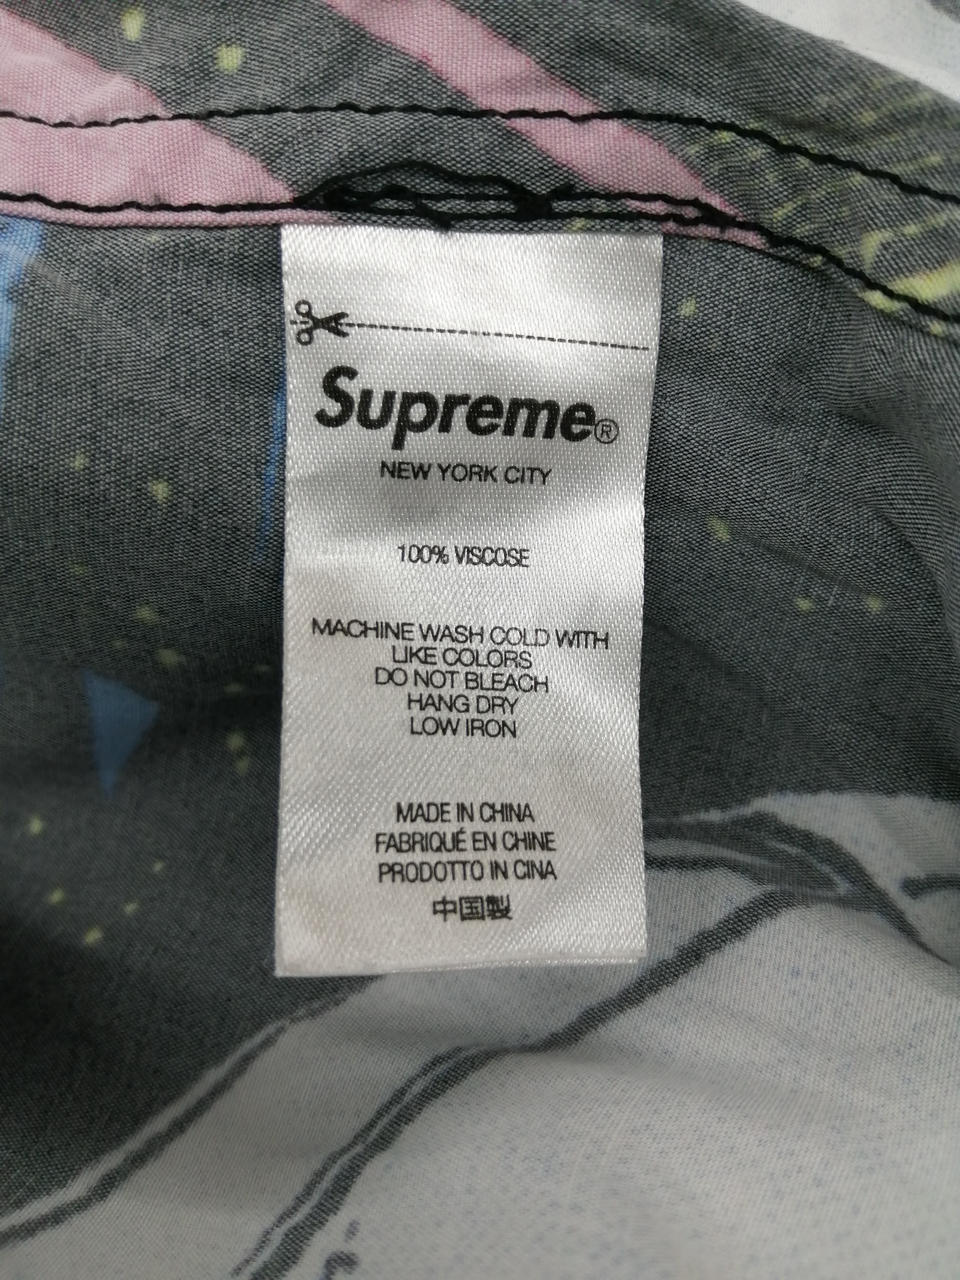 Supreme®
NEW YORK CITY
100% VISCOSE
MACHINE WASH COLD WITH
LIKE COLORS
DO NOT BLEACH
HANG DRY
LOW IRON
MADE IN CHINA
FABRIQUÉ EN CHINE
PRODOTTO IN CINA
中国製